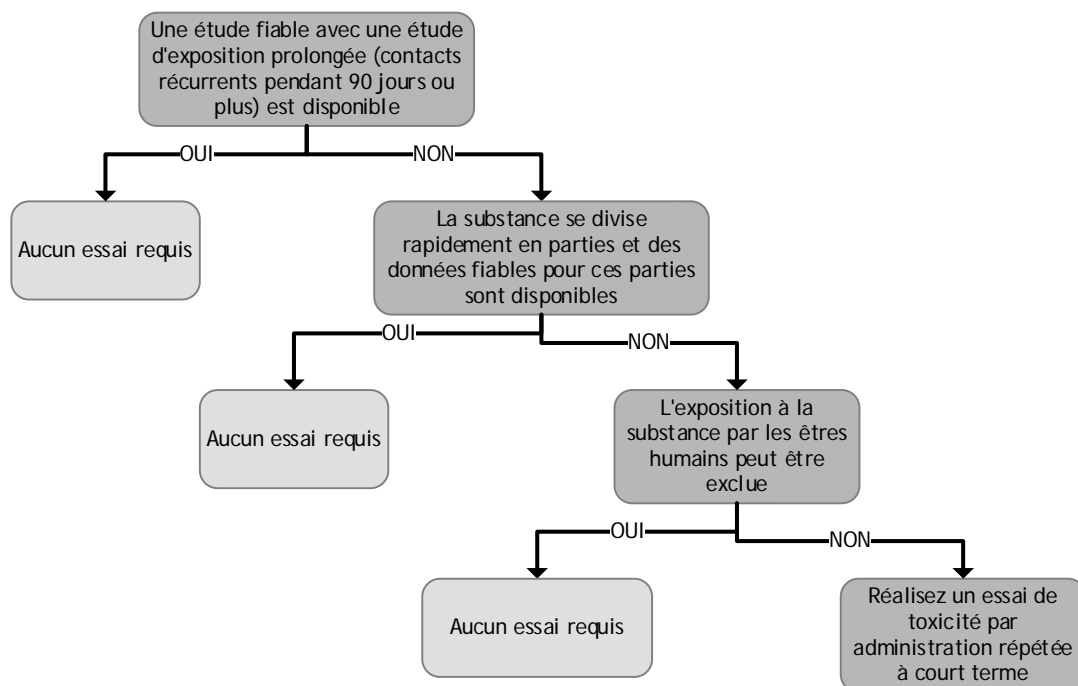 Une étude fiable avec une étude
d'exposition prolongée (contacts
récurrents pendant 90 jours ou
plus) est disponible
OUI
NON
Aucun essai requis
La substance se divise
rapidement en parties et des
données fiables pour ces parties
sont disponibles
OUI
NON
Aucun essai requis
L'exposition à la
substance par les êtres
humains peut être
exclue
OUI
NON
Aucun essai requis
Réalisez un essai de
toxicité par
administration répétée
à court terme